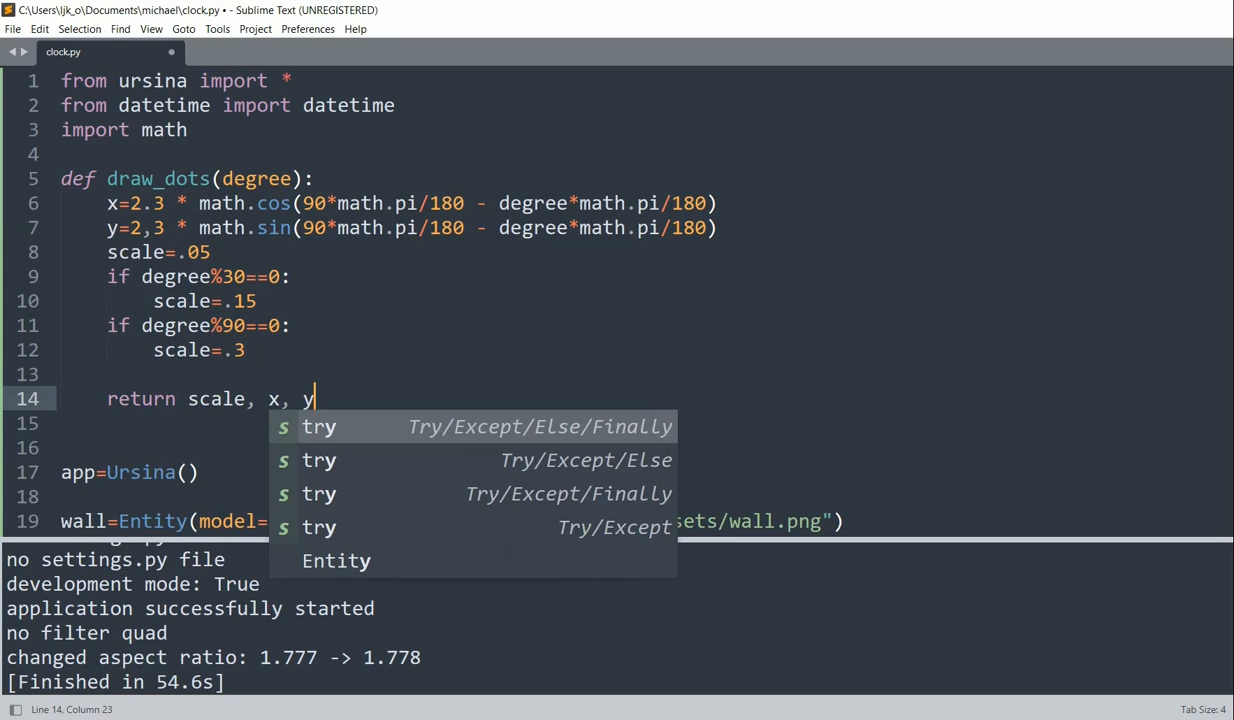 C:\Users\ljk_o\Documents\michael\clock.py • - Sublime Text (UNREGISTERED)
File Edit Selection Find View Goto Tools Project Preferences Help
clock.py
1 from ursina import *
2 from datetime import datetime
3 import math
4
5 def draw_dots(degree):
6 x=2.3 * math.cos(90*math.pi/180 - degree*math.pi/180)
7 y=2,3 * math.sin(90*math.pi/180 - degree*math.pi/180)
8 scale=.05
9 if degree%30==0:
10 scale=.15
11 if degree%90==0:
12 scale=.3
13
14 return scale, x, y
15 try Try/Except/Else/Finally
16 try Try/Except/Else
17 app=Ursina()
try Try/Except/Finally
18
19 wall=Entity(model= sets/wall.png")
try Try/Except
no settings.py file
Entity
development mode: True
application successfully started
no filter quad
changed aspect ratio: 1.777 -> 1.778
[Finished in 54.6s]
Line 14, Column 23 Tab Size: 4